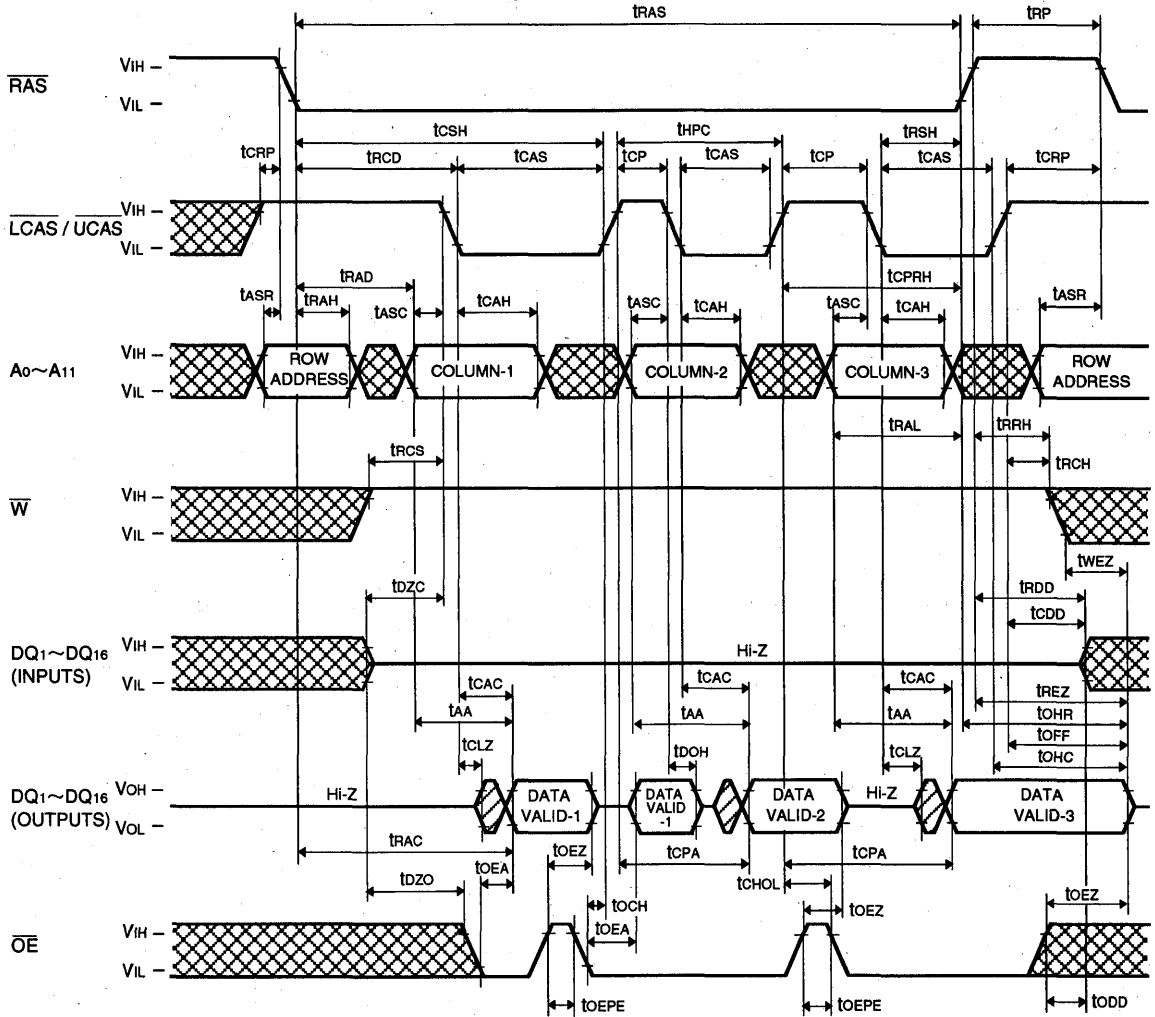 tRAS tRP
RAS VIH
VIL
tCSH tHPC tRSH
tCRP tRCD tCAS tCP tCAS tCP tCAS tCRP
LCAS / UCAS VIH
VIL
tRAD tCPRH
tASR tRAH tASC tCAH tASC tCAH tASC tCAH tASR
A0~A11 VIH
VIL
ROW ADDRESS
COLUMN-1
COLUMN-2
COLUMN-3
ROW ADDRESS
tRAL tRRH
tRCS tRCH
W VIH
VIL
tWEZ
tDZC tRDD
tCDD
DQ1~DQ16 (INPUTS) VIH
VIL
Hi-Z
tCAC tCAC tCAC tREZ
tAA tAA tAA tOHR
tCLZ tDOH tCLZ tOFF
tOHC
DQ1~DQ16 (OUTPUTS) VOH
VOL
Hi-Z
DATA VALID-1
DATA VALID -1
DATA VALID-2
Hi-Z
DATA VALID-3
tRAC tOEZ tCPA tCPA
tDZO tOEA tCHOL tOEZ
tOCH tOEZ
tOEA
OE VIH
VIL
tOEPE tOEPE tODD